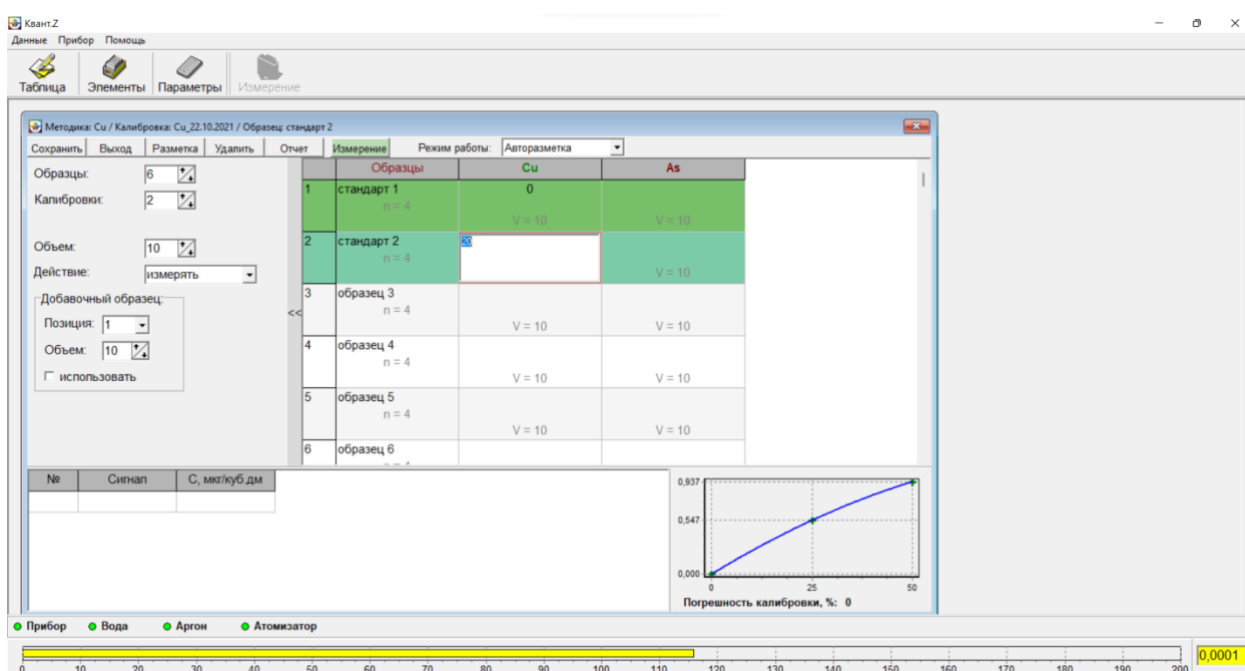 Квант.Z
Данные Прибор Помощь
Таблица Элементы Параметры Измерение
Методика: Cu / Калибровка: Cu_22.10.2021 / Образец: стандарт 2
Сохранить Выход Разметка Удалить Отчет Измерение Режим работы: Авторазметка
Образцы: 6
Калибровки: 2
Объем: 10
Действие: измерять
Добавочный образец:
Позиция: 1
Объем: 10
использовать
<<
Образцы Cu As
1 стандарт 1 0
n = 4
V = 10 V = 10
2 стандарт 2 20
n = 4
V = 10
3 образец 3
n = 4
V = 10 V = 10
4 образец 4
n = 4
V = 10 V = 10
5 образец 5
n = 4
V = 10 V = 10
6 образец 6
№ Сигнал С, мкг/куб.дм
0,937
0,547
0,000
0 25 50
Погрешность калибровки, %: 0
Прибор Вода Аргон Атомизатор
0,0001
0 10 20 30 40 50 60 70 80 90 100 110 120 130 140 150 160 170 180 190 200